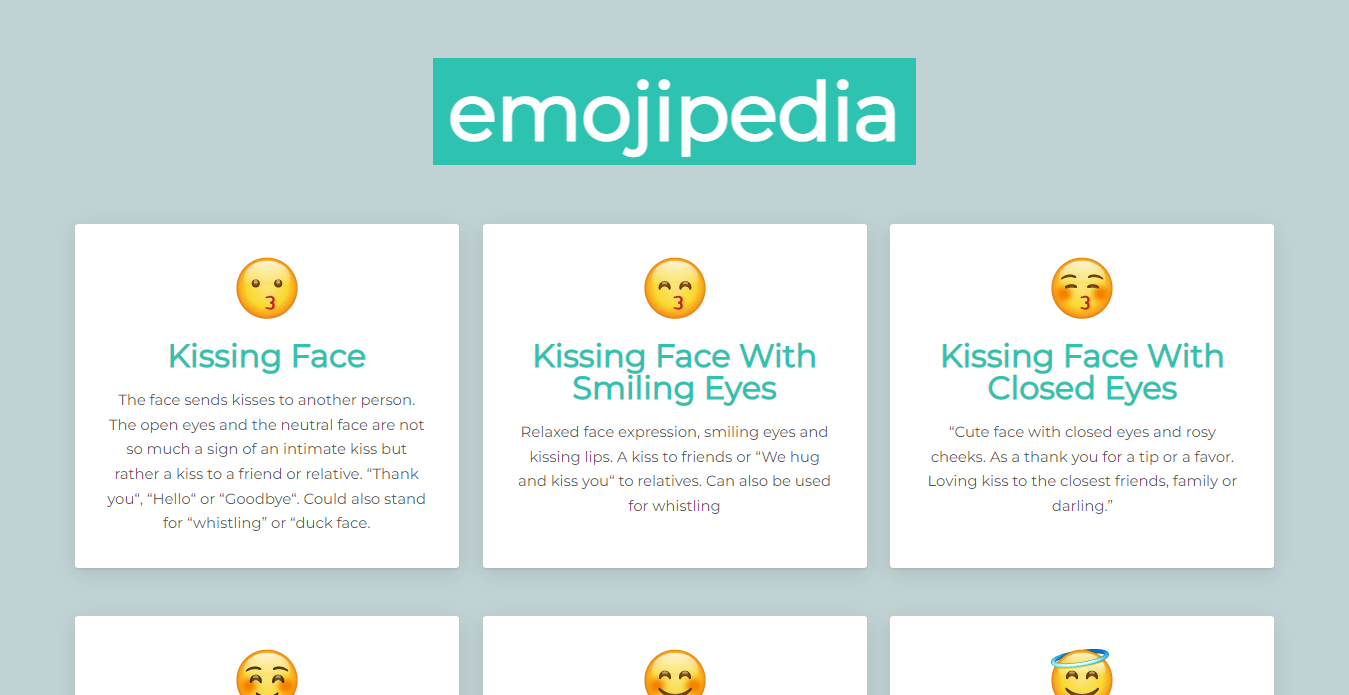 emojipedia
Kissing Face
The face sends kisses to another person.
The open eyes and the neutral face are not
so much a sign of an intimate kiss but
rather a kiss to a friend or relative. “Thank
you“, “Hello“ or “Goodbye“. Could also stand
for “whistling” or “duck face.
Kissing Face With
Smiling Eyes
Relaxed face expression, smiling eyes and
kissing lips. A kiss to friends or “We hug
and kiss you“ to relatives. Can also be used
for whistling
Kissing Face With
Closed Eyes
“Cute face with closed eyes and rosy
cheeks. As a thank you for a tip or a favor.
Loving kiss to the closest friends, family or
darling.”